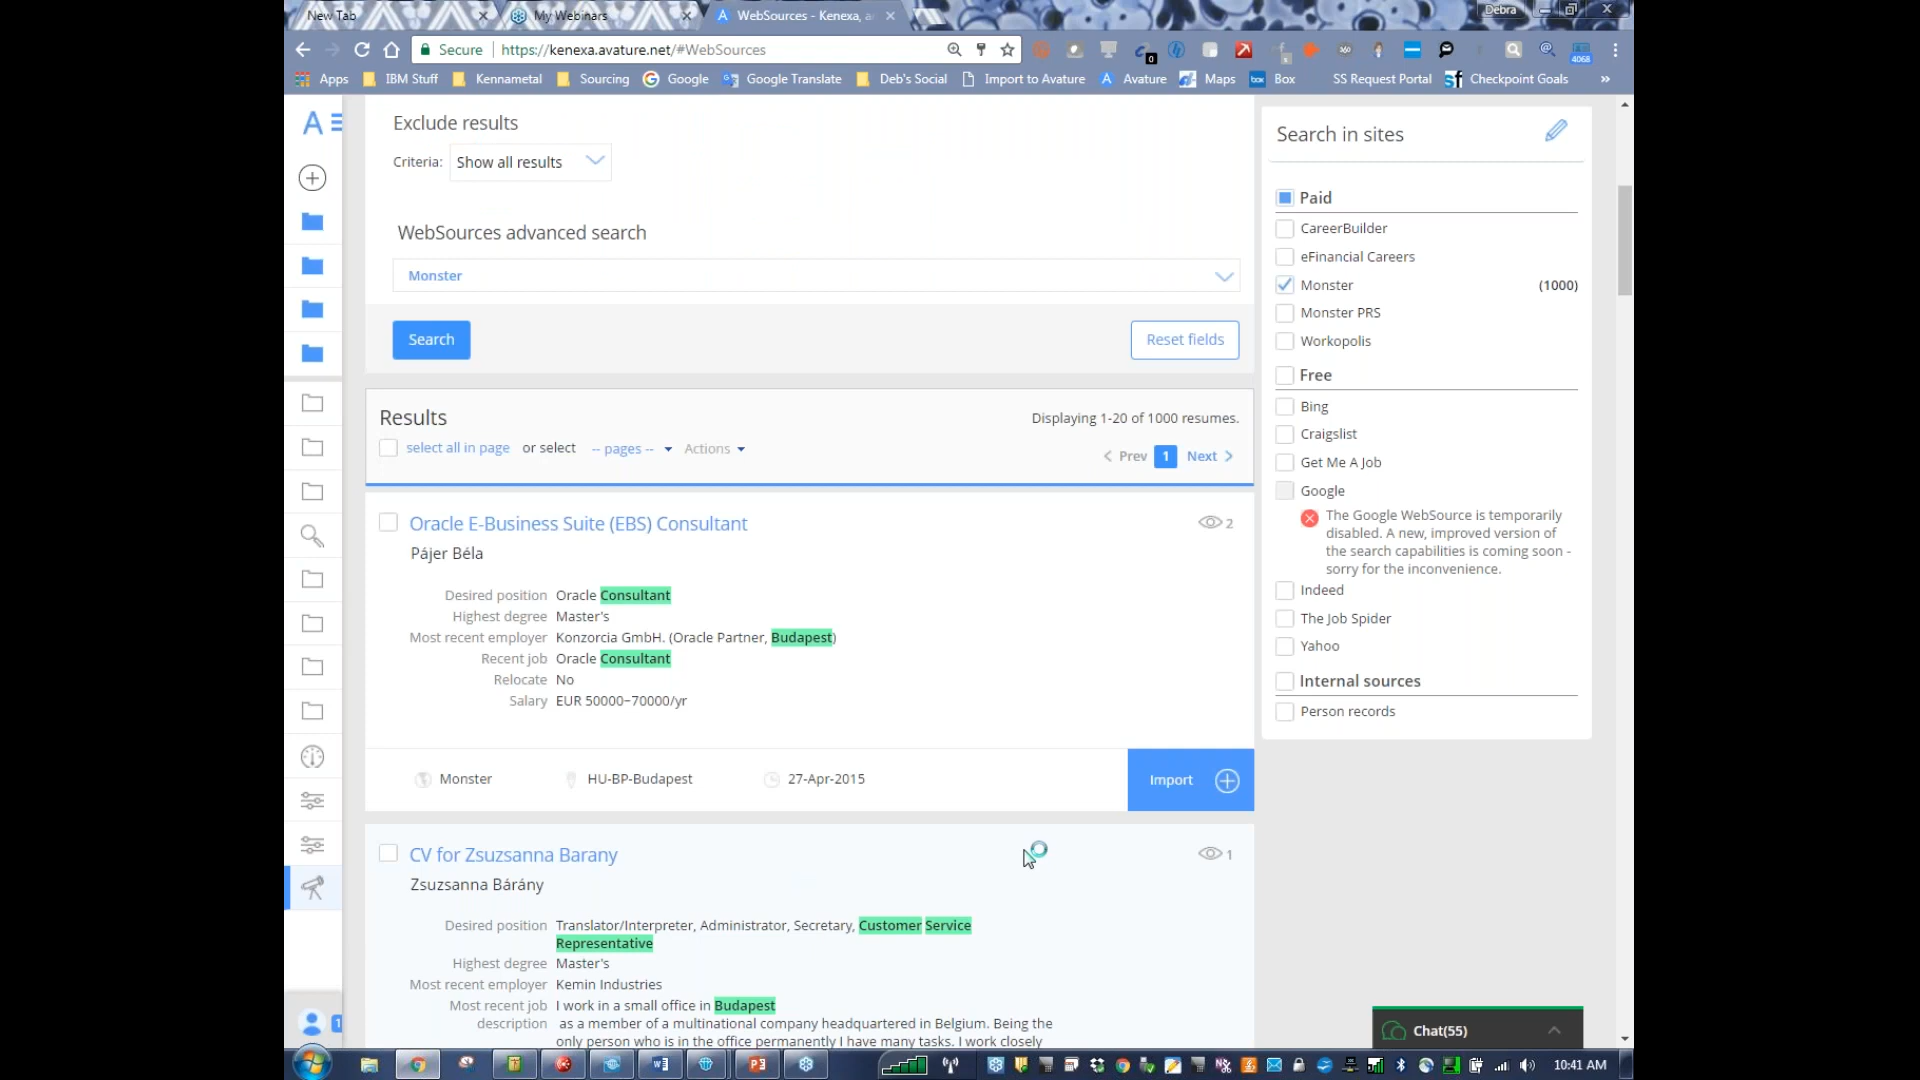 New Tab
My Webinars
WebSources - Kenexa, a
Debra
Secure
https://kenexa.avature.net/#WebSources
0
4068
Apps
IBM Stuff
Kennametal
Sourcing
Google
Google Translate
Deb's Social
Import to Avature
Avature
Maps
box Box
SS Request Portal
Checkpoint Goals
Exclude results
Criteria: Show all results
WebSources advanced search
Monster
Search
Reset fields
Results
Displaying 1-20 of 1000 resumes.
select all in page or select -- pages -- Actions
Prev 1 Next
Oracle E-Business Suite (EBS) Consultant
2
Pájer Béla
Desired position Oracle Consultant
Highest degree Master's
Most recent employer Konzorcia GmbH. (Oracle Partner, Budapest)
Recent job Oracle Consultant
Relocate No
Salary EUR 50000–70000/yr
Monster
HU-BP-Budapest
27-Apr-2015
Import
CV for Zsuzsanna Barany
1
Zsuzsanna Bárány
Desired position Translator/Interpreter, Administrator, Secretary, Customer Service
Representative
Highest degree Master's
Most recent employer Kemin Industries
Most recent job I work in a small office in Budapest
description as a member of a multinational company headquartered in Belgium. Being the
only person who is in the office permanently I have many tasks. I work closely
Search in sites
Paid
CareerBuilder
eFinancial Careers
Monster (1000)
Monster PRS
Workopolis
Free
Bing
Craigslist
Get Me A Job
Google
The Google WebSource is temporarily
disabled. A new, improved version of
the search capabilities is coming soon -
sorry for the inconvenience.
Indeed
The Job Spider
Yahoo
Internal sources
Person records
Chat(55)
1
10:41 AM